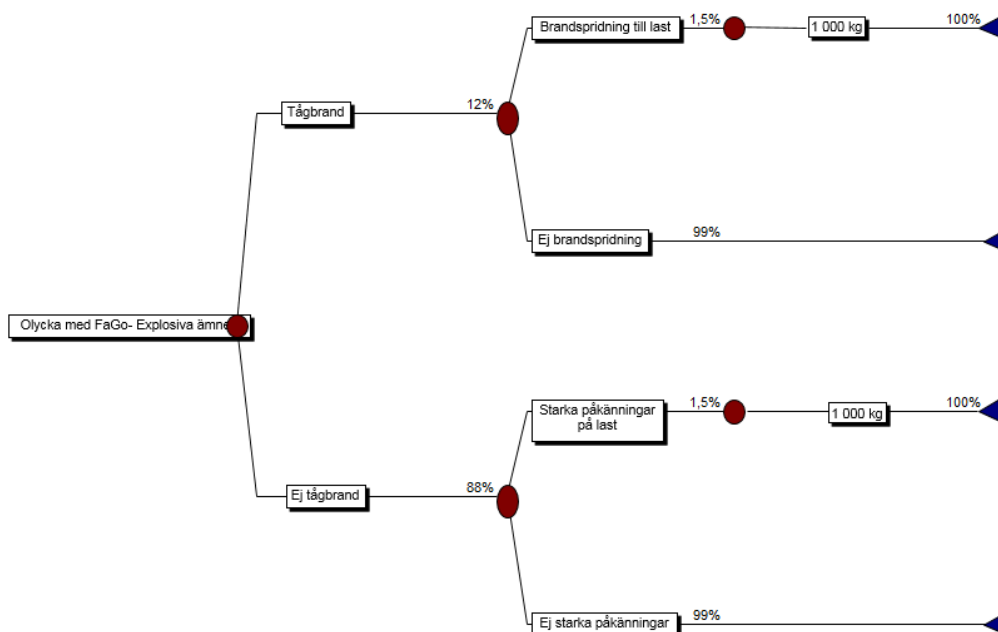 Brandspridning till last 1,5% 1 000 kg 100%
Tågbrand 12%
Ej brandspridning 99%
Olycka med FaGo- Explosiva ämne
Starka påkänningar
på last
1,5% 1 000 kg 100%
Ej tågbrand 88%
Ej starka påkänningar 99%